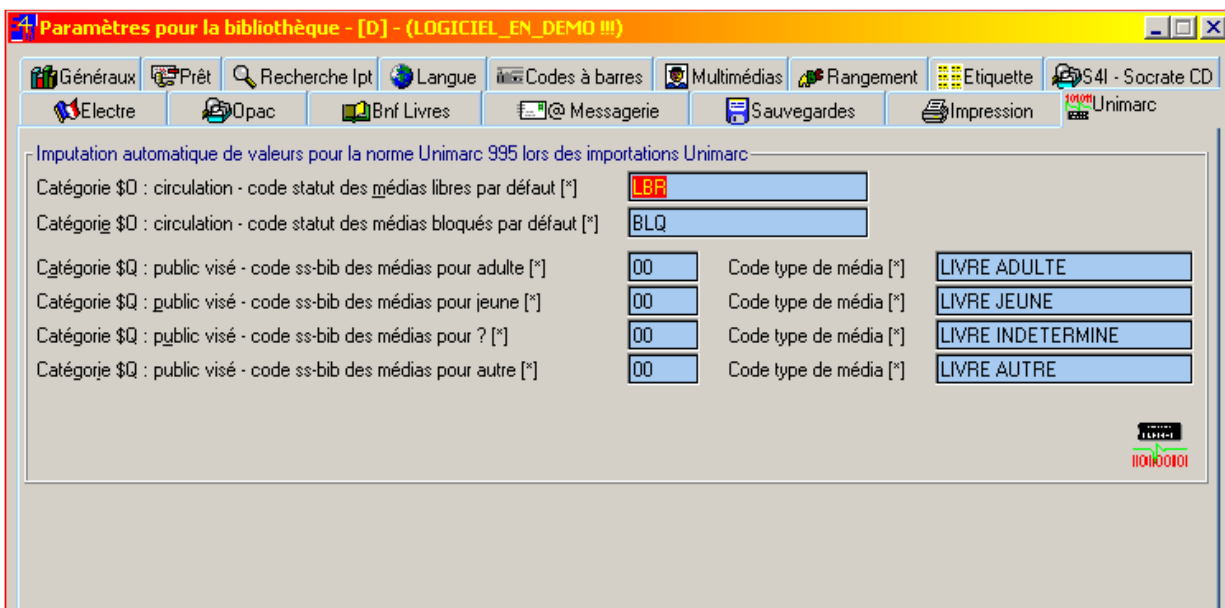 Paramètres pour la bibliothèque - [D] - (LOGICIEL_EN_DEMO !!!)
Généraux Prêt Recherche Ipt Langue Codes à barres Multimédias Rangement Etiquette S4I - Socrate CD
Electre Opac Bnf Livres @ Messagerie Sauvegardes Impression Unimarc
Imputation automatique de valeurs pour la norme Unimarc 995 lors des importations Unimarc
Catégorie $O : circulation - code statut des médias libres par défaut [*] LBR
Catégorie $O : circulation - code statut des médias bloqués par défaut [*] BLQ
Catégorie $Q : public visé - code ss-bib des médias pour adulte [*] 00 Code type de média [*] LIVRE ADULTE
Catégorie $Q : public visé - code ss-bib des médias pour jeune [*] 00 Code type de média [*] LIVRE JEUNE
Catégorie $Q : public visé - code ss-bib des médias pour ? [*] 00 Code type de média [*] LIVRE INDETERMINE
Catégorie $Q : public visé - code ss-bib des médias pour autre [*] 00 Code type de média [*] LIVRE AUTRE